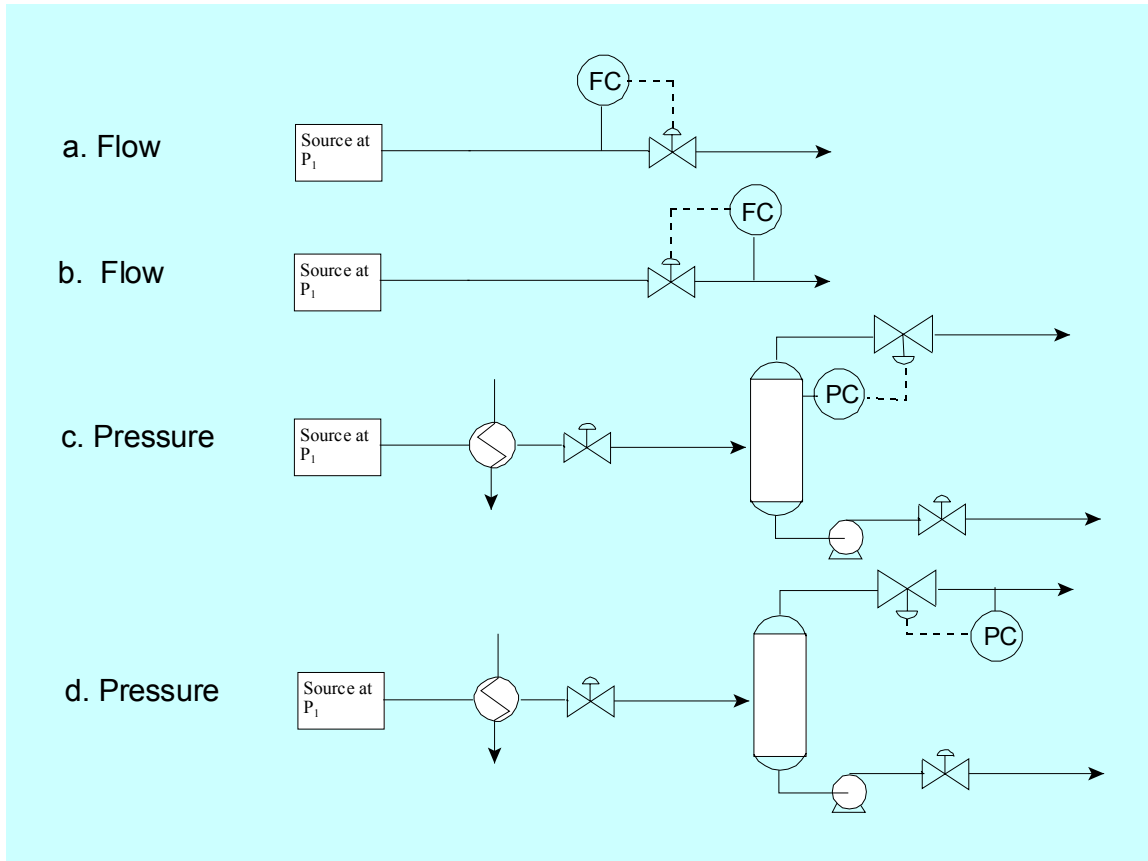 FC
a. Flow
Source at
P₁
FC
b. Flow
Source at
P₁
PC
c. Pressure
Source at
P₁
PC
d. Pressure
Source at
P₁